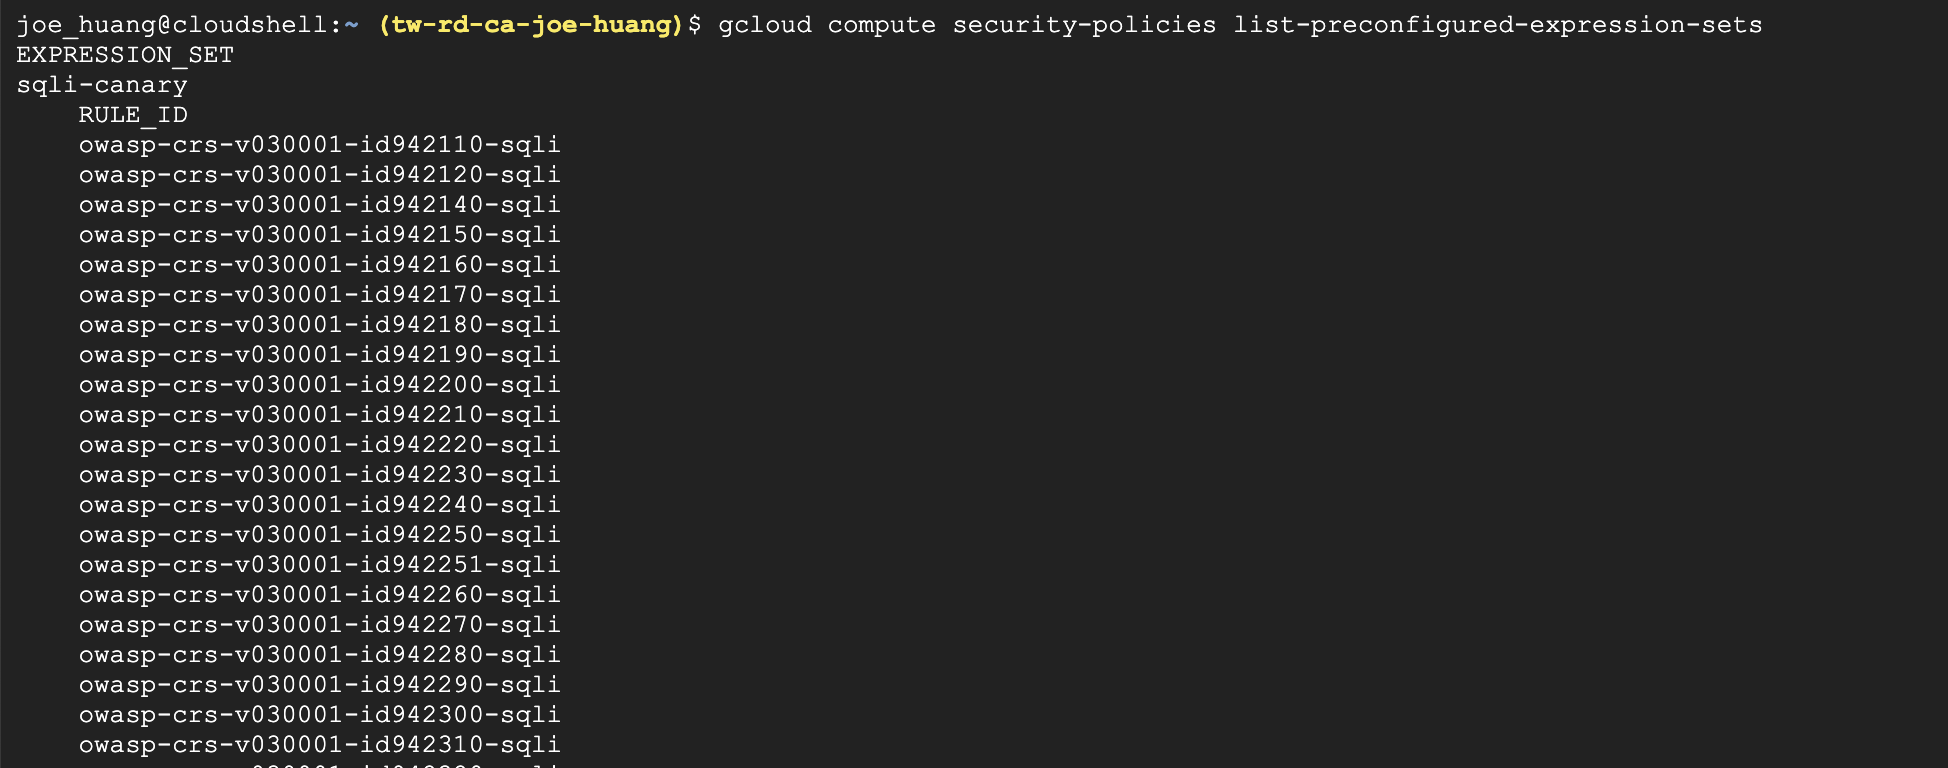 joe_huang@cloudshell:~ (tw-rd-ca-joe-huang)$ gcloud compute security-policies list-preconfigured-expression-sets
EXPRESSION_SET
sqli-canary
    RULE_ID
    owasp-crs-v030001-id942110-sqli
    owasp-crs-v030001-id942120-sqli
    owasp-crs-v030001-id942140-sqli
    owasp-crs-v030001-id942150-sqli
    owasp-crs-v030001-id942160-sqli
    owasp-crs-v030001-id942170-sqli
    owasp-crs-v030001-id942180-sqli
    owasp-crs-v030001-id942190-sqli
    owasp-crs-v030001-id942200-sqli
    owasp-crs-v030001-id942210-sqli
    owasp-crs-v030001-id942220-sqli
    owasp-crs-v030001-id942230-sqli
    owasp-crs-v030001-id942240-sqli
    owasp-crs-v030001-id942250-sqli
    owasp-crs-v030001-id942251-sqli
    owasp-crs-v030001-id942260-sqli
    owasp-crs-v030001-id942270-sqli
    owasp-crs-v030001-id942280-sqli
    owasp-crs-v030001-id942290-sqli
    owasp-crs-v030001-id942300-sqli
    owasp-crs-v030001-id942310-sqli